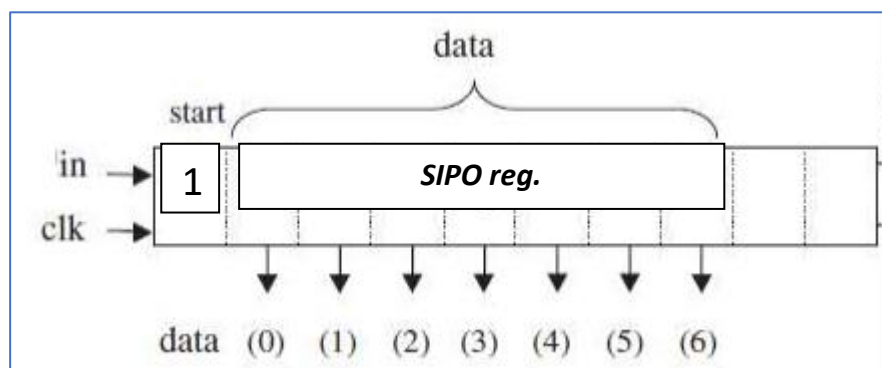 data
start
in
1
SIPO reg.
clk
data (0) (1) (2) (3) (4) (5) (6)